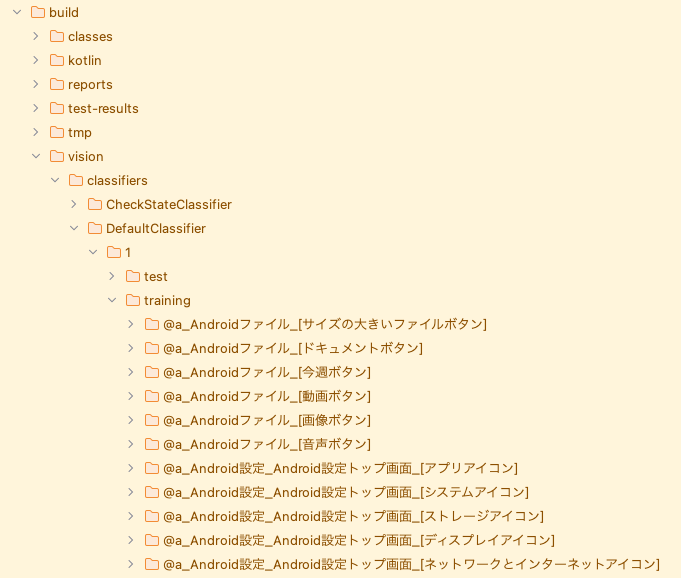 build
classes
kotlin
reports
test-results
tmp
vision
classifiers
CheckStateClassifier
DefaultClassifier
1
test
training
@a_Androidファイル_[サイズの大きいファイルボタン]
@a_Androidファイル_[ドキュメントボタン]
@a_Androidファイル_[今週ボタン]
@a_Androidファイル_[動画ボタン]
@a_Androidファイル_[画像ボタン]
@a_Androidファイル_[音声ボタン]
@a_Android設定_Android設定トップ画面_[アプリアイコン]
@a_Android設定_Android設定トップ画面_[システムアイコン]
@a_Android設定_Android設定トップ画面_[ストレージアイコン]
@a_Android設定_Android設定トップ画面_[ディスプレイアイコン]
@a_Android設定_Android設定トップ画面_[ネットワークとインターネットアイコン]